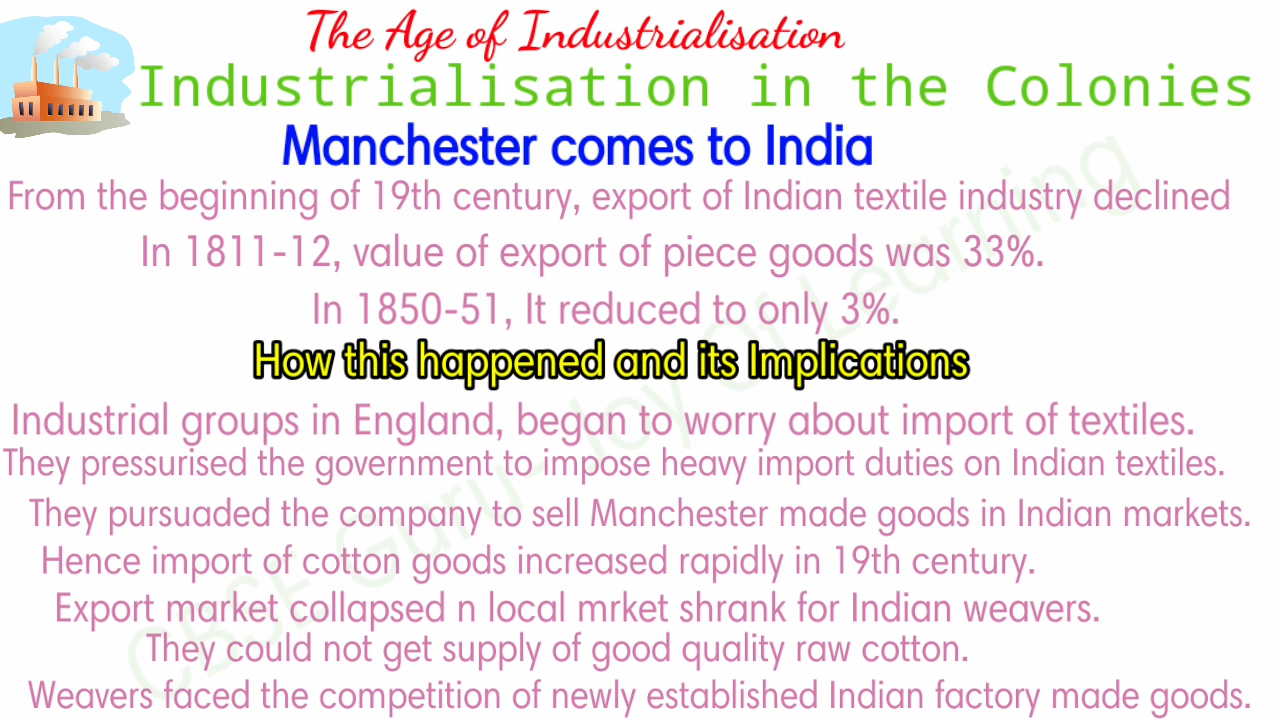 The Age of Industrialisation
Industrialisation in the Colonies
Manchester comes to India
From the beginning of 19th century, export of Indian textile industry declined
In 1811-12, value of export of piece goods was 33%.
In 1850-51, It reduced to only 3%.
How this happened and its Implications
Industrial groups in England, began to worry about import of textiles.
They pressurised the government to impose heavy import duties on Indian textiles.
They pursuaded the company to sell Manchester made goods in Indian markets.
Hence import of cotton goods increased rapidly in 19th century.
Export market collapsed n local mrket shrank for Indian weavers.
They could not get supply of good quality raw cotton.
Weavers faced the competition of newly established Indian factory made goods.
CBSE Guru-Joy Of Learning